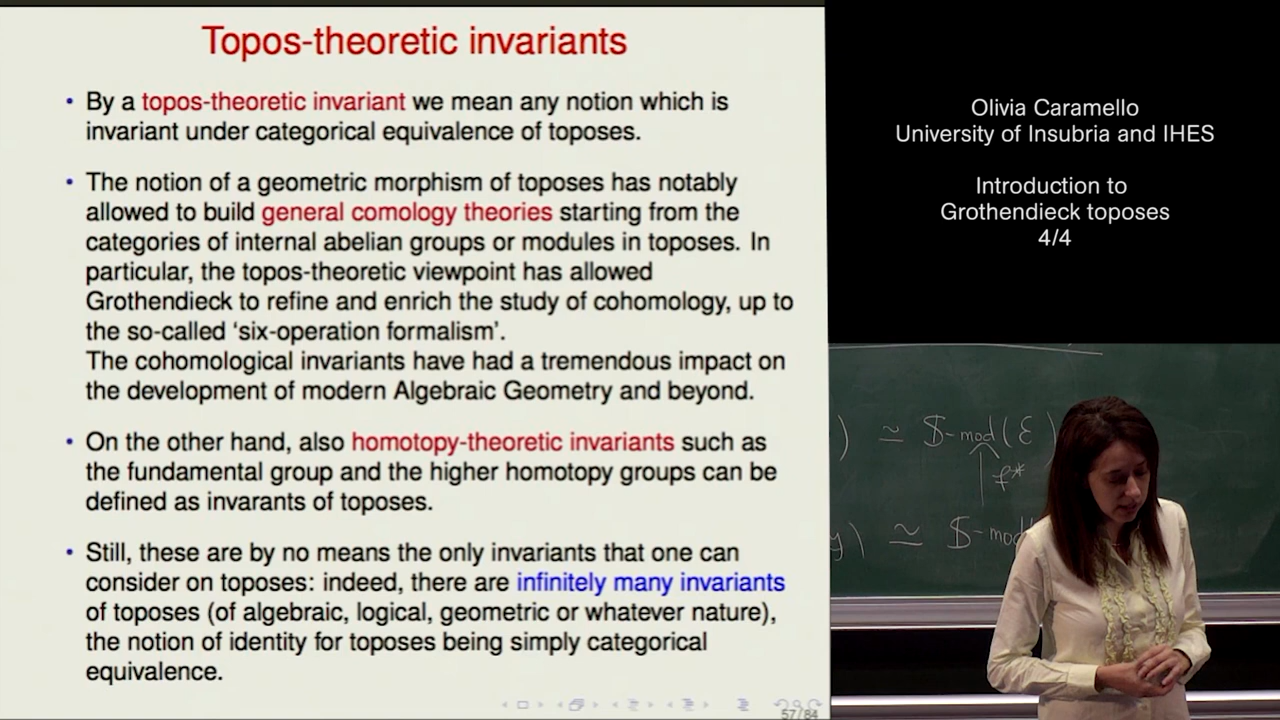 Topos-theoretic invariants
• By a topos-theoretic invariant we mean any notion which is
invariant under categorical equivalence of toposes.
• The notion of a geometric morphism of toposes has notably
allowed to build general comology theories starting from the
categories of internal abelian groups or modules in toposes. In
particular, the topos-theoretic viewpoint has allowed
Grothendieck to refine and enrich the study of cohomology, up to
the so-called ‘six-operation formalism’.
The cohomological invariants have had a tremendous impact on
the development of modern Algebraic Geometry and beyond.
• On the other hand, also homotopy-theoretic invariants such as
the fundamental group and the higher homotopy groups can be
defined as invarants of toposes.
• Still, these are by no means the only invariants that one can
consider on toposes: indeed, there are infinitely many invariants
of toposes (of algebraic, logical, geometric or whatever nature),
the notion of identity for toposes being simply categorical
equivalence.
57/84
Olivia Caramello
University of Insubria and IHES
Introduction to
Grothendieck toposes
4/4
) ≃ $-mod(ℰ)
f*
y) ≃ $-mod